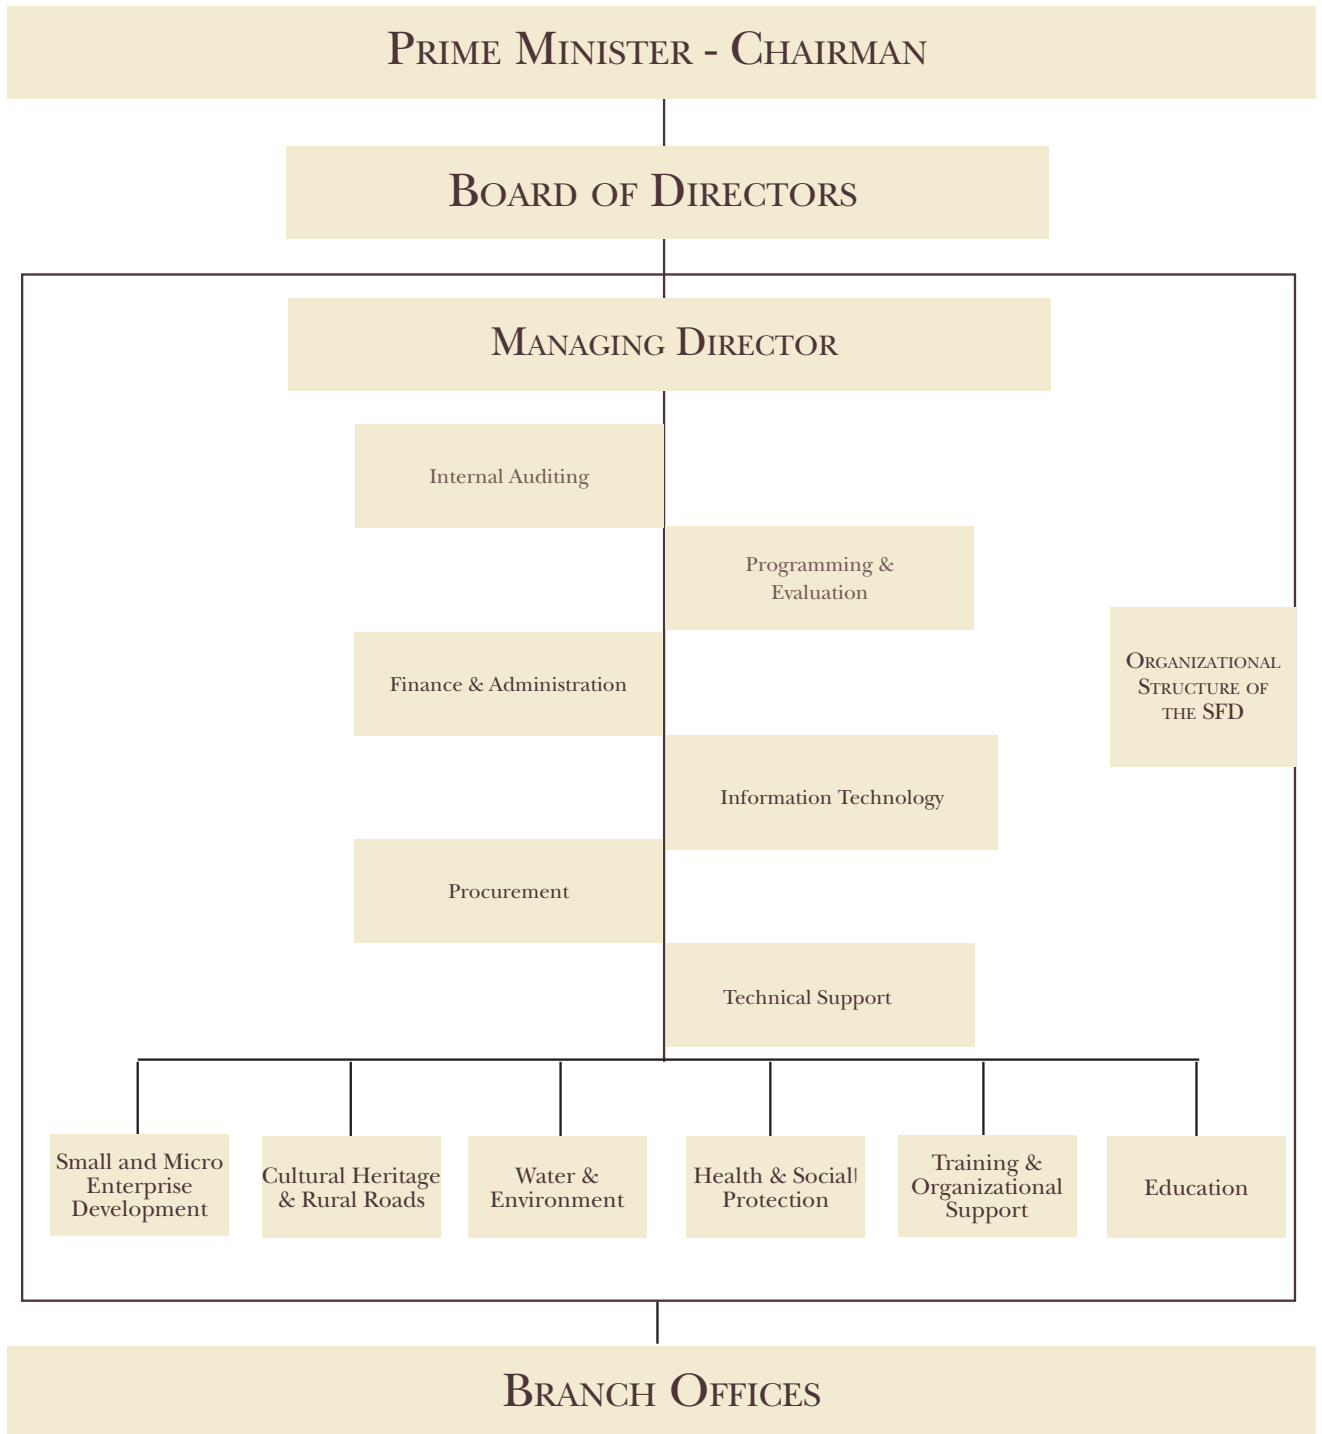 Prime Minister - Chairman
Board of Directors
Managing Director
Internal Auditing
Programming &
Evaluation
Finance & Administration
Organizational
Structure of
the SFD
Information Technology
Procurement
Technical Support
Small and Micro
Enterprise
Development
Cultural Heritage
& Rural Roads
Water &
Environment
Health & Social
Protection
Training &
Organizational
Support
Education
Branch Offices